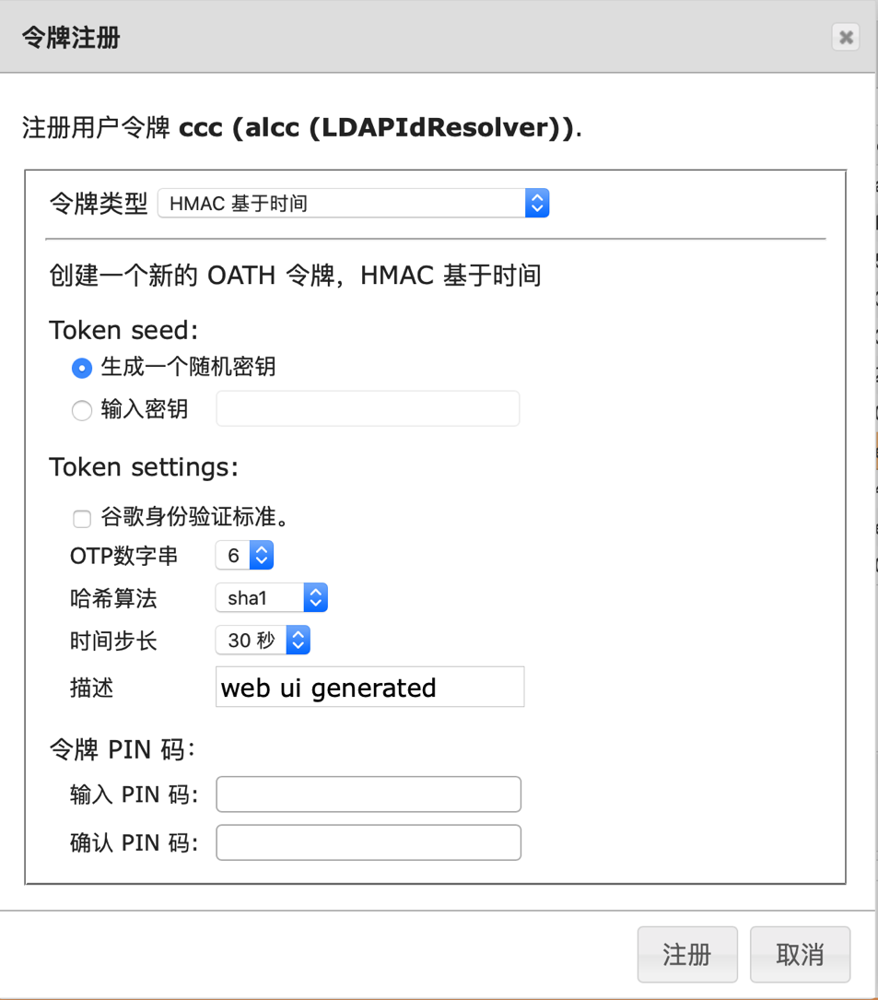 令牌注册
注册用户令牌 ccc (alcc (LDAPIdResolver)).
令牌类型 HMAC 基于时间
创建一个新的 OATH 令牌，HMAC 基于时间
Token seed:
生成一个随机密钥
输入密钥
Token settings:
谷歌身份验证标准。
OTP数字串 6
哈希算法 sha1
时间步长 30 秒
描述 web ui generated
令牌 PIN 码：
输入 PIN 码：
确认 PIN 码：
注册 取消